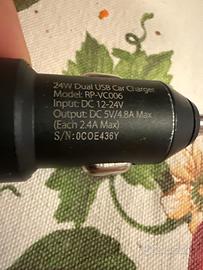 24W Dual USB Car Charger
Model: RP-VC006
Input: DC 12-24V
Output: DC 5V/4.8A Max
(Each 2.4A Max)
S/N:0COE436Y